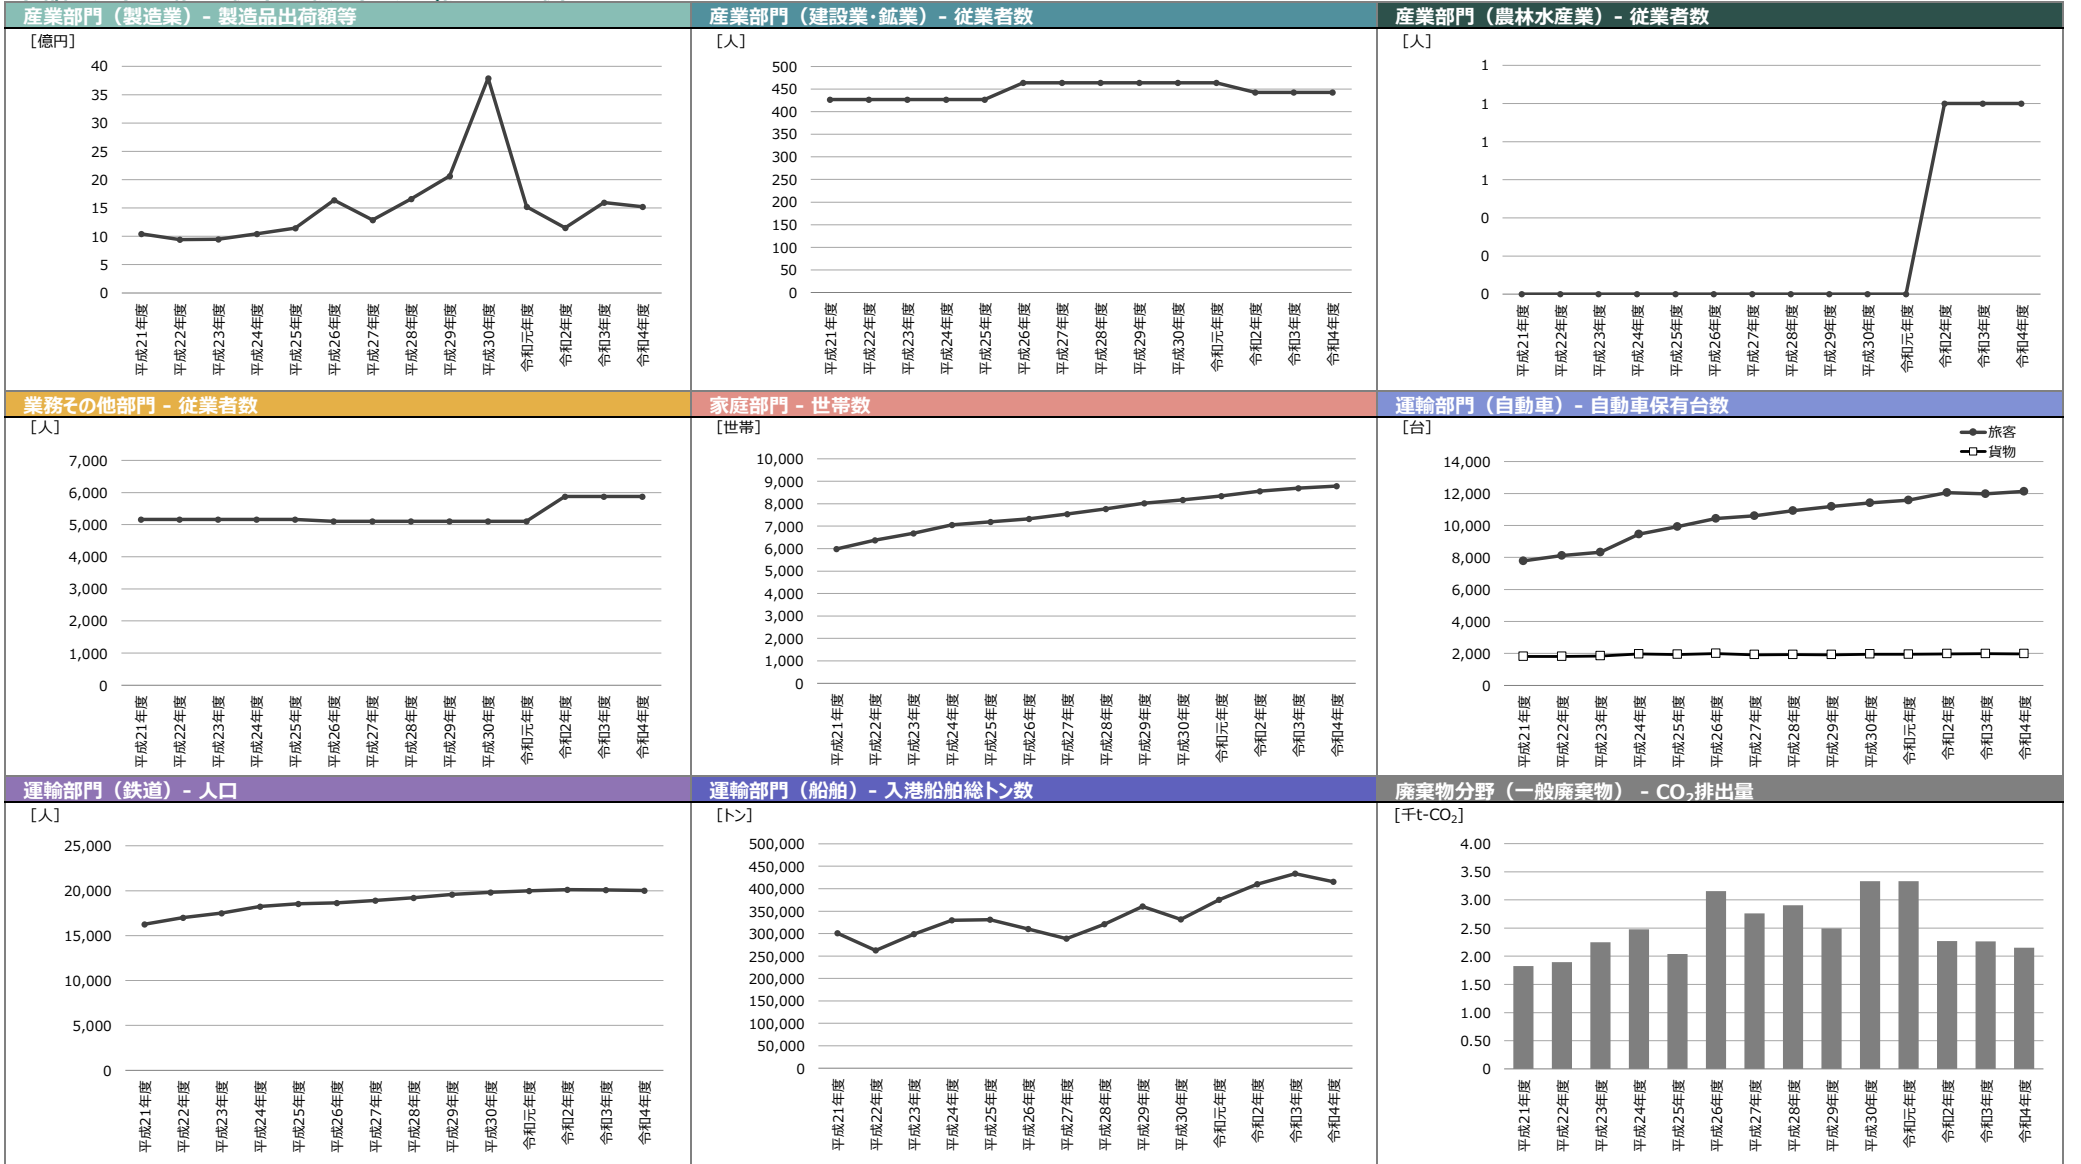 産業部門（製造業）- 製造品出荷額等
[億円]
40
35
30
25
20
15
10
5
0
平成21年度
平成22年度
平成23年度
平成24年度
平成25年度
平成26年度
平成27年度
平成28年度
平成29年度
平成30年度
令和元年度
令和2年度
令和3年度
令和4年度
産業部門（建設業・鉱業）- 従業者数
[人]
500
450
400
350
300
250
200
150
100
50
0
平成21年度
平成22年度
平成23年度
平成24年度
平成25年度
平成26年度
平成27年度
平成28年度
平成29年度
平成30年度
令和元年度
令和2年度
令和3年度
令和4年度
産業部門（農林水産業）- 従業者数
[人]
1
1
1
1
0
0
0
平成21年度
平成22年度
平成23年度
平成24年度
平成25年度
平成26年度
平成27年度
平成28年度
平成29年度
平成30年度
令和元年度
令和2年度
令和3年度
令和4年度
業務その他部門 - 従業者数
[人]
7,000
6,000
5,000
4,000
3,000
2,000
1,000
0
平成21年度
平成22年度
平成23年度
平成24年度
平成25年度
平成26年度
平成27年度
平成28年度
平成29年度
平成30年度
令和元年度
令和2年度
令和3年度
令和4年度
家庭部門 - 世帯数
[世帯]
10,000
9,000
8,000
7,000
6,000
5,000
4,000
3,000
2,000
1,000
0
平成21年度
平成22年度
平成23年度
平成24年度
平成25年度
平成26年度
平成27年度
平成28年度
平成29年度
平成30年度
令和元年度
令和2年度
令和3年度
令和4年度
運輸部門（自動車）- 自動車保有台数
[台]
旅客
貨物
14,000
12,000
10,000
8,000
6,000
4,000
2,000
0
平成21年度
平成22年度
平成23年度
平成24年度
平成25年度
平成26年度
平成27年度
平成28年度
平成29年度
平成30年度
令和元年度
令和2年度
令和3年度
令和4年度
運輸部門（鉄道）- 人口
[人]
25,000
20,000
15,000
10,000
5,000
0
平成21年度
平成22年度
平成23年度
平成24年度
平成25年度
平成26年度
平成27年度
平成28年度
平成29年度
平成30年度
令和元年度
令和2年度
令和3年度
令和4年度
運輸部門（船舶）- 入港船舶総トン数
[トン]
500,000
450,000
400,000
350,000
300,000
250,000
200,000
150,000
100,000
50,000
0
平成21年度
平成22年度
平成23年度
平成24年度
平成25年度
平成26年度
平成27年度
平成28年度
平成29年度
平成30年度
令和元年度
令和2年度
令和3年度
令和4年度
廃棄物分野（一般廃棄物） - CO₂排出量
[千t-CO₂]
4.00
3.50
3.00
2.50
2.00
1.50
1.00
0.50
0
平成21年度
平成22年度
平成23年度
平成24年度
平成25年度
平成26年度
平成27年度
平成28年度
平成29年度
平成30年度
令和元年度
令和2年度
令和3年度
令和4年度